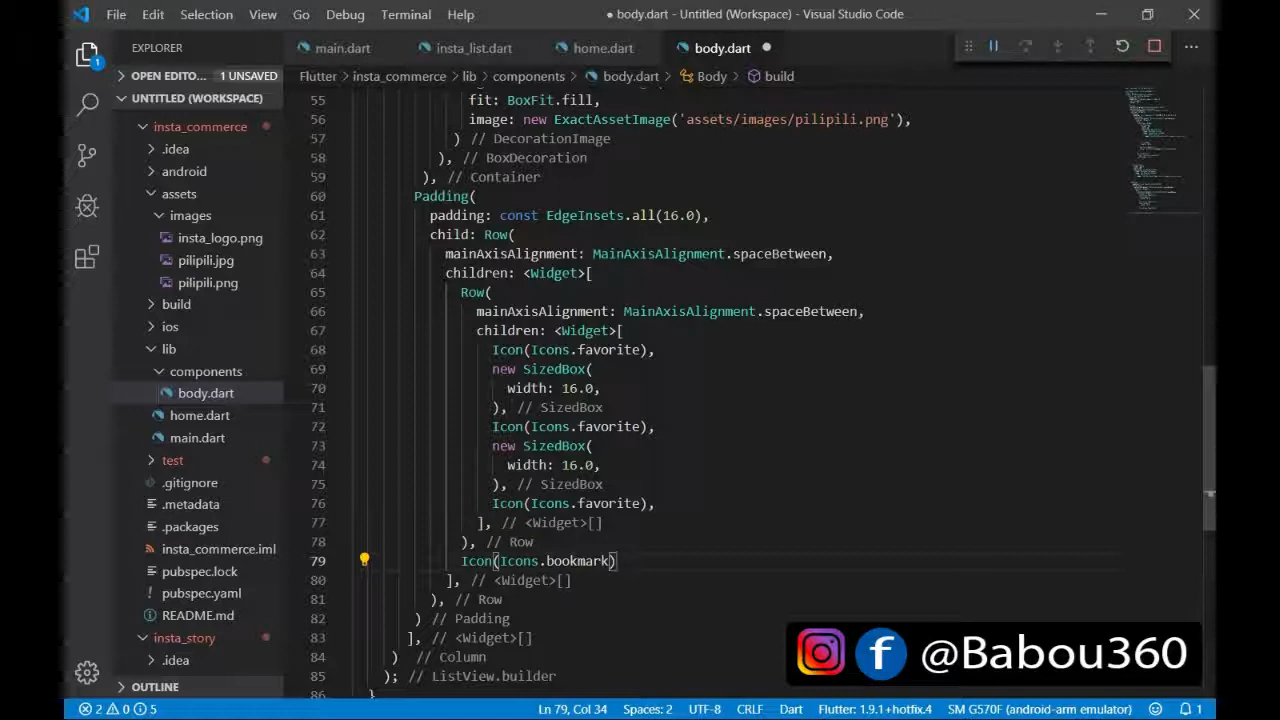 File Edit Selection View Go Debug Terminal Help
● body.dart - Untitled (Workspace) - Visual Studio Code
EXPLORER
main.dart insta_list.dart home.dart body.dart
OPEN EDITO... 1 UNSAVED
Flutter > insta_commerce > lib > components > body.dart > Body > build
UNTITLED (WORKSPACE)
insta_commerce
.idea
android
assets
images
insta_logo.png
pilipili.jpg
pilipili.png
build
ios
lib
components
body.dart
home.dart
main.dart
test
.gitignore
.metadata
.packages
insta_commerce.iml
pubspec.lock
pubspec.yaml
README.md
insta_story
.idea
OUTLINE
1
55 fit: BoxFit.fill,
56 image: new ExactAssetImage('assets/images/pilipili.png'),
57 ) // DecorationImage
58 ), // BoxDecoration
59 ), // Container
60 Padding(
61 padding: const EdgeInsets.all(16.0),
62 child: Row(
63 mainAxisAlignment: MainAxisAlignment.spaceBetween,
64 children: <Widget>[
65 Row(
66 mainAxisAlignment: MainAxisAlignment.spaceBetween,
67 children: <Widget>[
68 Icon(Icons.favorite),
69 new SizedBox(
70 width: 16.0,
71 ), // SizedBox
72 Icon(Icons.favorite),
73 new SizedBox(
74 width: 16.0,
75 ), // SizedBox
76 Icon(Icons.favorite),
77 ], // <Widget>[]
78 ), // Row
79 Icon(Icons.bookmark)
80 ], // <Widget>[]
81 ), // Row
82 ) // Padding
83 ], // <Widget>[]
84 ) // Column
85 ); // ListView.builder
86 }
@Babou360
2 0 5 Ln 79, Col 34 Spaces: 2 UTF-8 CRLF Dart Flutter: 1.9.1+hotfix.4 SM G570F (android-arm emulator) 1